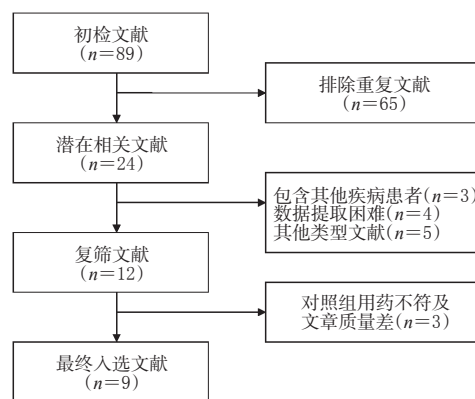 初检文献
(n=89)
排除重复文献
(n=65)
潜在相关文献
(n=24)
包含其他疾病患者(n=3)
数据提取困难(n=4)
其他类型文献(n=5)
复筛文献
(n=12)
对照组用药不符及
文章质量差(n=3)
最终入选文献
(n=9)